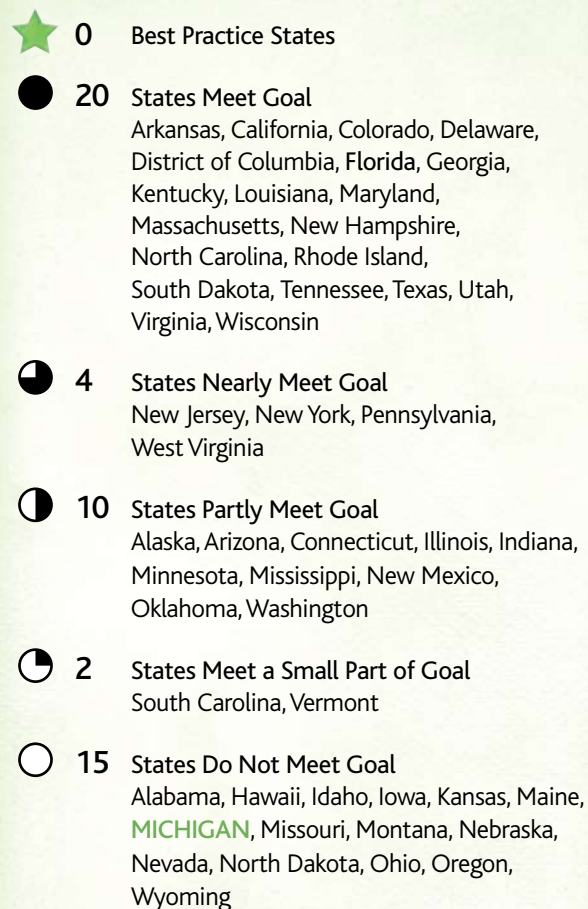 0 Best Practice States
20 States Meet Goal
Arkansas, California, Colorado, Delaware,
District of Columbia, Florida, Georgia,
Kentucky, Louisiana, Maryland,
Massachusetts, New Hampshire,
North Carolina, Rhode Island,
South Dakota, Tennessee, Texas, Utah,
Virginia, Wisconsin
4 States Nearly Meet Goal
New Jersey, New York, Pennsylvania,
West Virginia
10 States Partly Meet Goal
Alaska, Arizona, Connecticut, Illinois, Indiana,
Minnesota, Mississippi, New Mexico,
Oklahoma, Washington
2 States Meet a Small Part of Goal
South Carolina, Vermont
15 States Do Not Meet Goal
Alabama, Hawaii, Idaho, Iowa, Kansas, Maine,
MICHIGAN, Missouri, Montana, Nebraska,
Nevada, North Dakota, Ohio, Oregon,
Wyoming